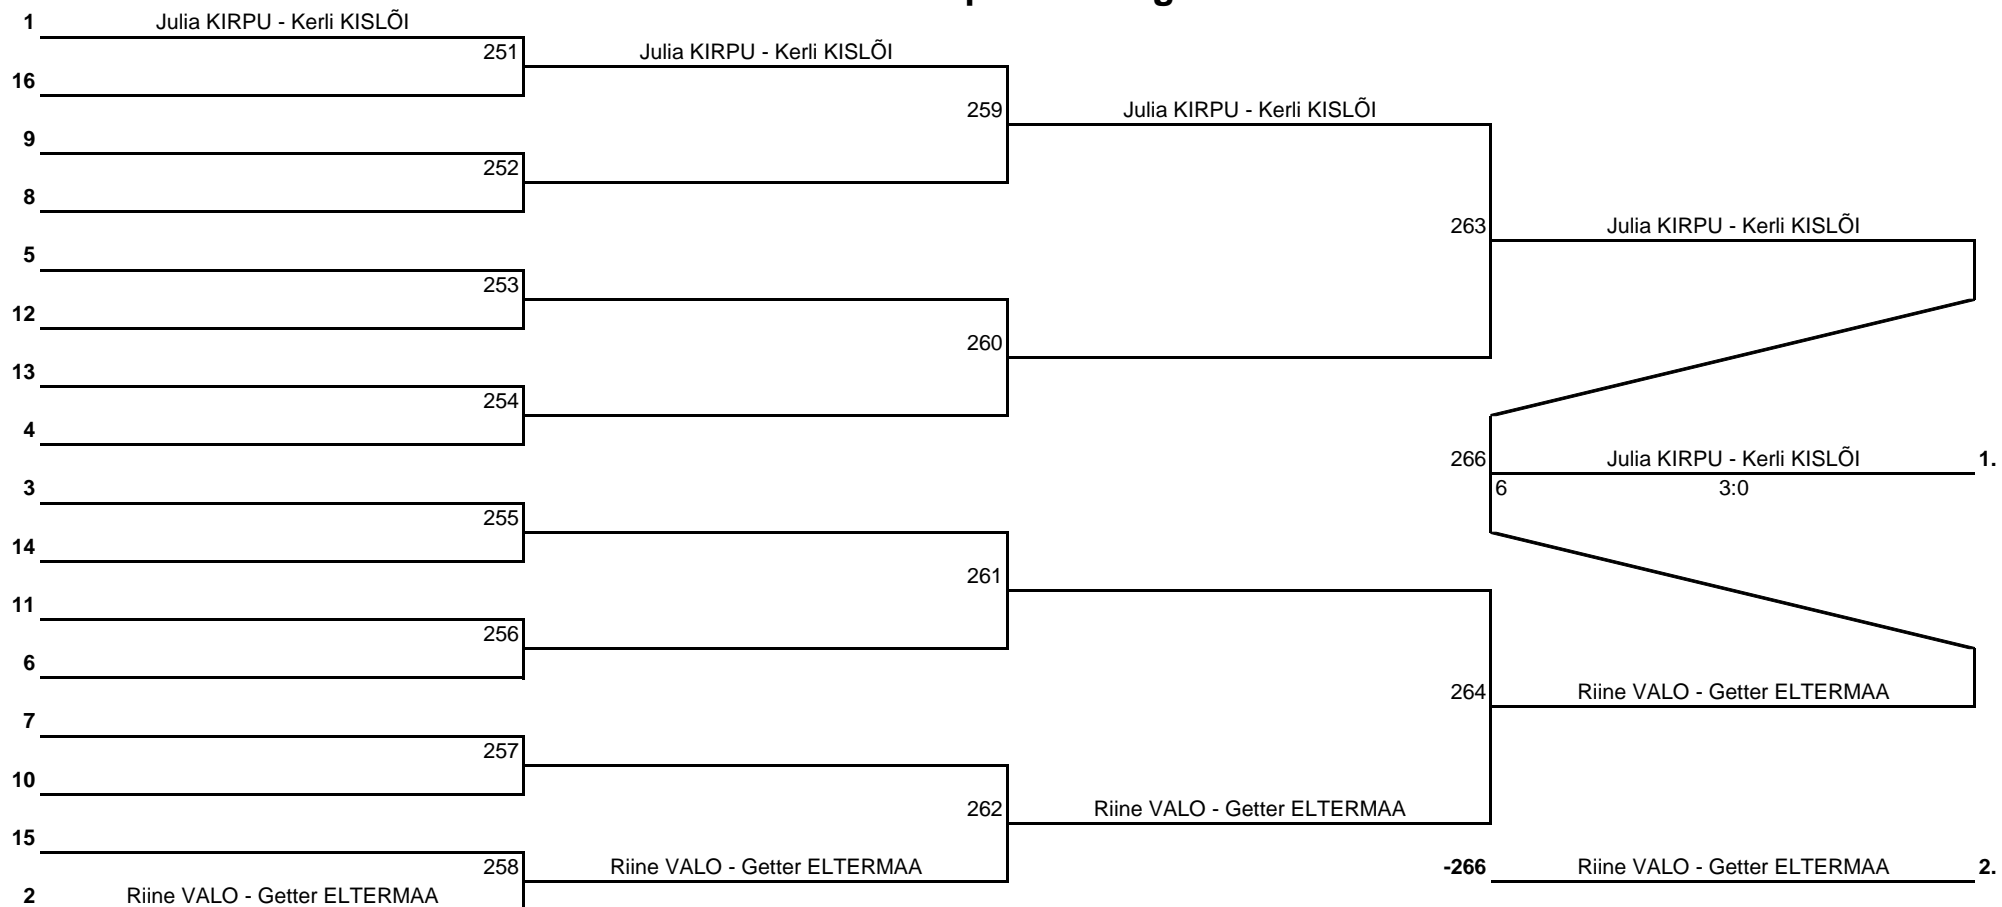 1 Julia KIRPU - Kerli KISLÕI
251 Julia KIRPU - Kerli KISLÕI
16
259 Julia KIRPU - Kerli KISLÕI
9
252
8
263 Julia KIRPU - Kerli KISLÕI
5
253
12
260
13
254
4
266 Julia KIRPU - Kerli KISLÕI 1.
3 6 3:0
255
14
261
11
256
6
264 Riine VALO - Getter ELTERMAA
7
257
10
262 Riine VALO - Getter ELTERMAA
15
258 Riine VALO - Getter ELTERMAA -266 Riine VALO - Getter ELTERMAA 2.
2 Riine VALO - Getter ELTERMAA